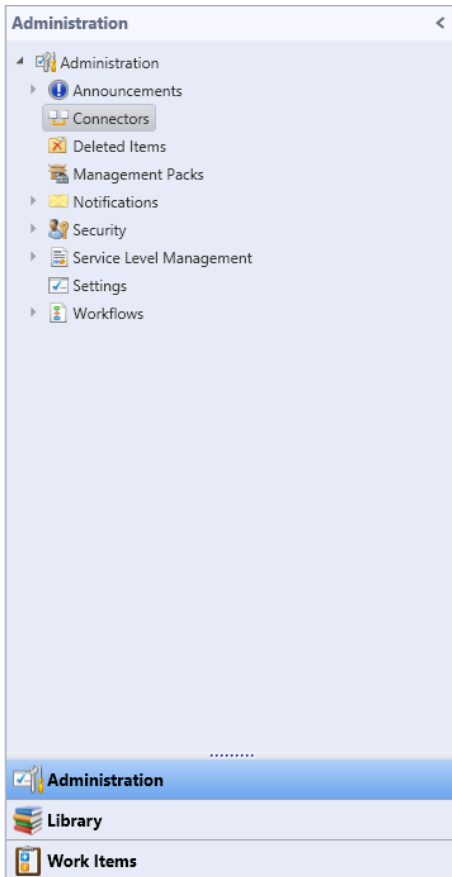 Administration
Administration
Announcements
Connectors
Deleted Items
Management Packs
Notifications
Security
Service Level Management
Settings
Workflows
Administration
Library
Work Items